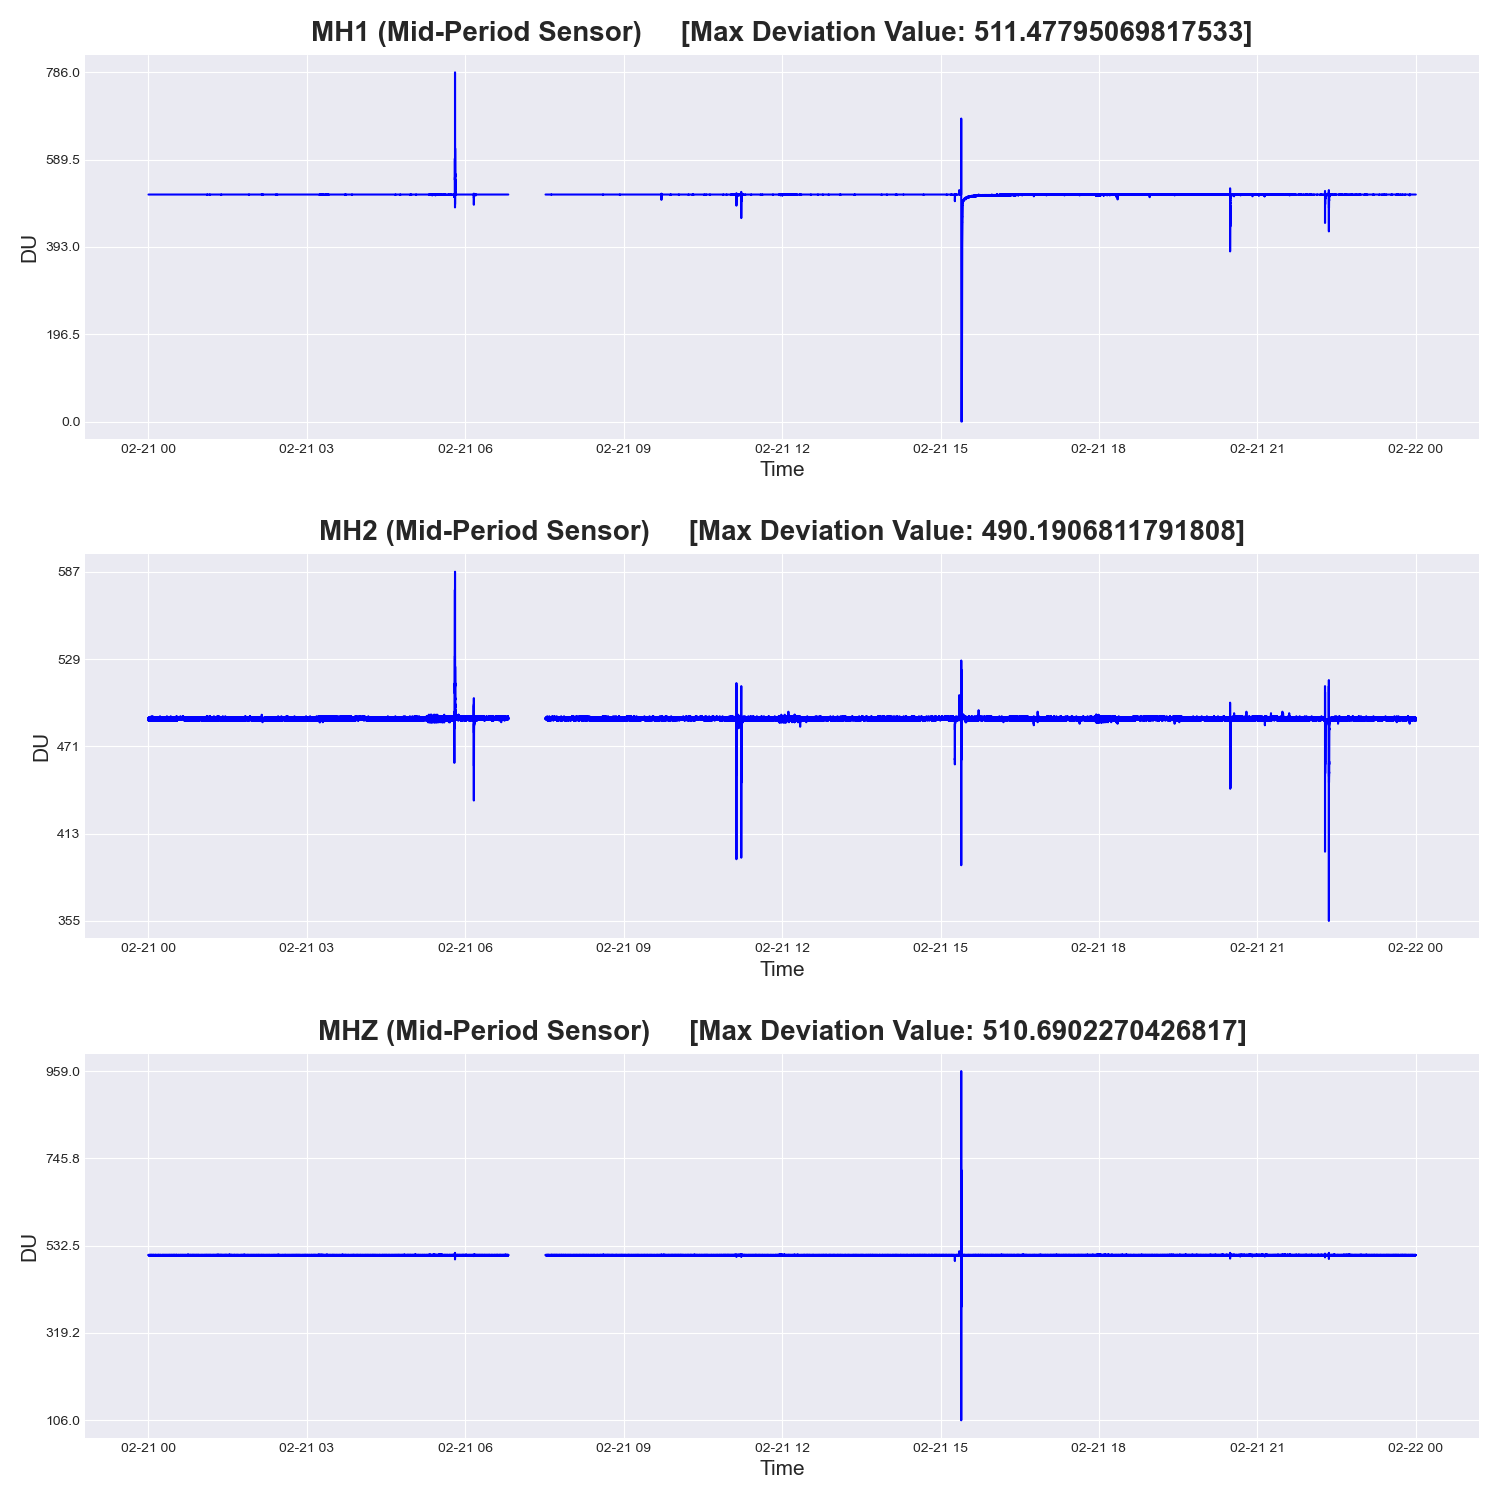 MH1 (Mid-Period Sensor) [Max Deviation Value: 511.47795069817533]
786.0
589.5
393.0
196.5
0.0
DU
02-21 00 02-21 03 02-21 06 02-21 09 02-21 12 02-21 15 02-21 18 02-21 21 02-22 00
Time
MH2 (Mid-Period Sensor) [Max Deviation Value: 490.1906811791808]
587
529
471
413
355
DU
02-21 00 02-21 03 02-21 06 02-21 09 02-21 12 02-21 15 02-21 18 02-21 21 02-22 00
Time
MHZ (Mid-Period Sensor) [Max Deviation Value: 510.6902270426817]
959.0
745.8
532.5
319.2
106.0
DU
02-21 00 02-21 03 02-21 06 02-21 09 02-21 12 02-21 15 02-21 18 02-21 21 02-22 00
Time